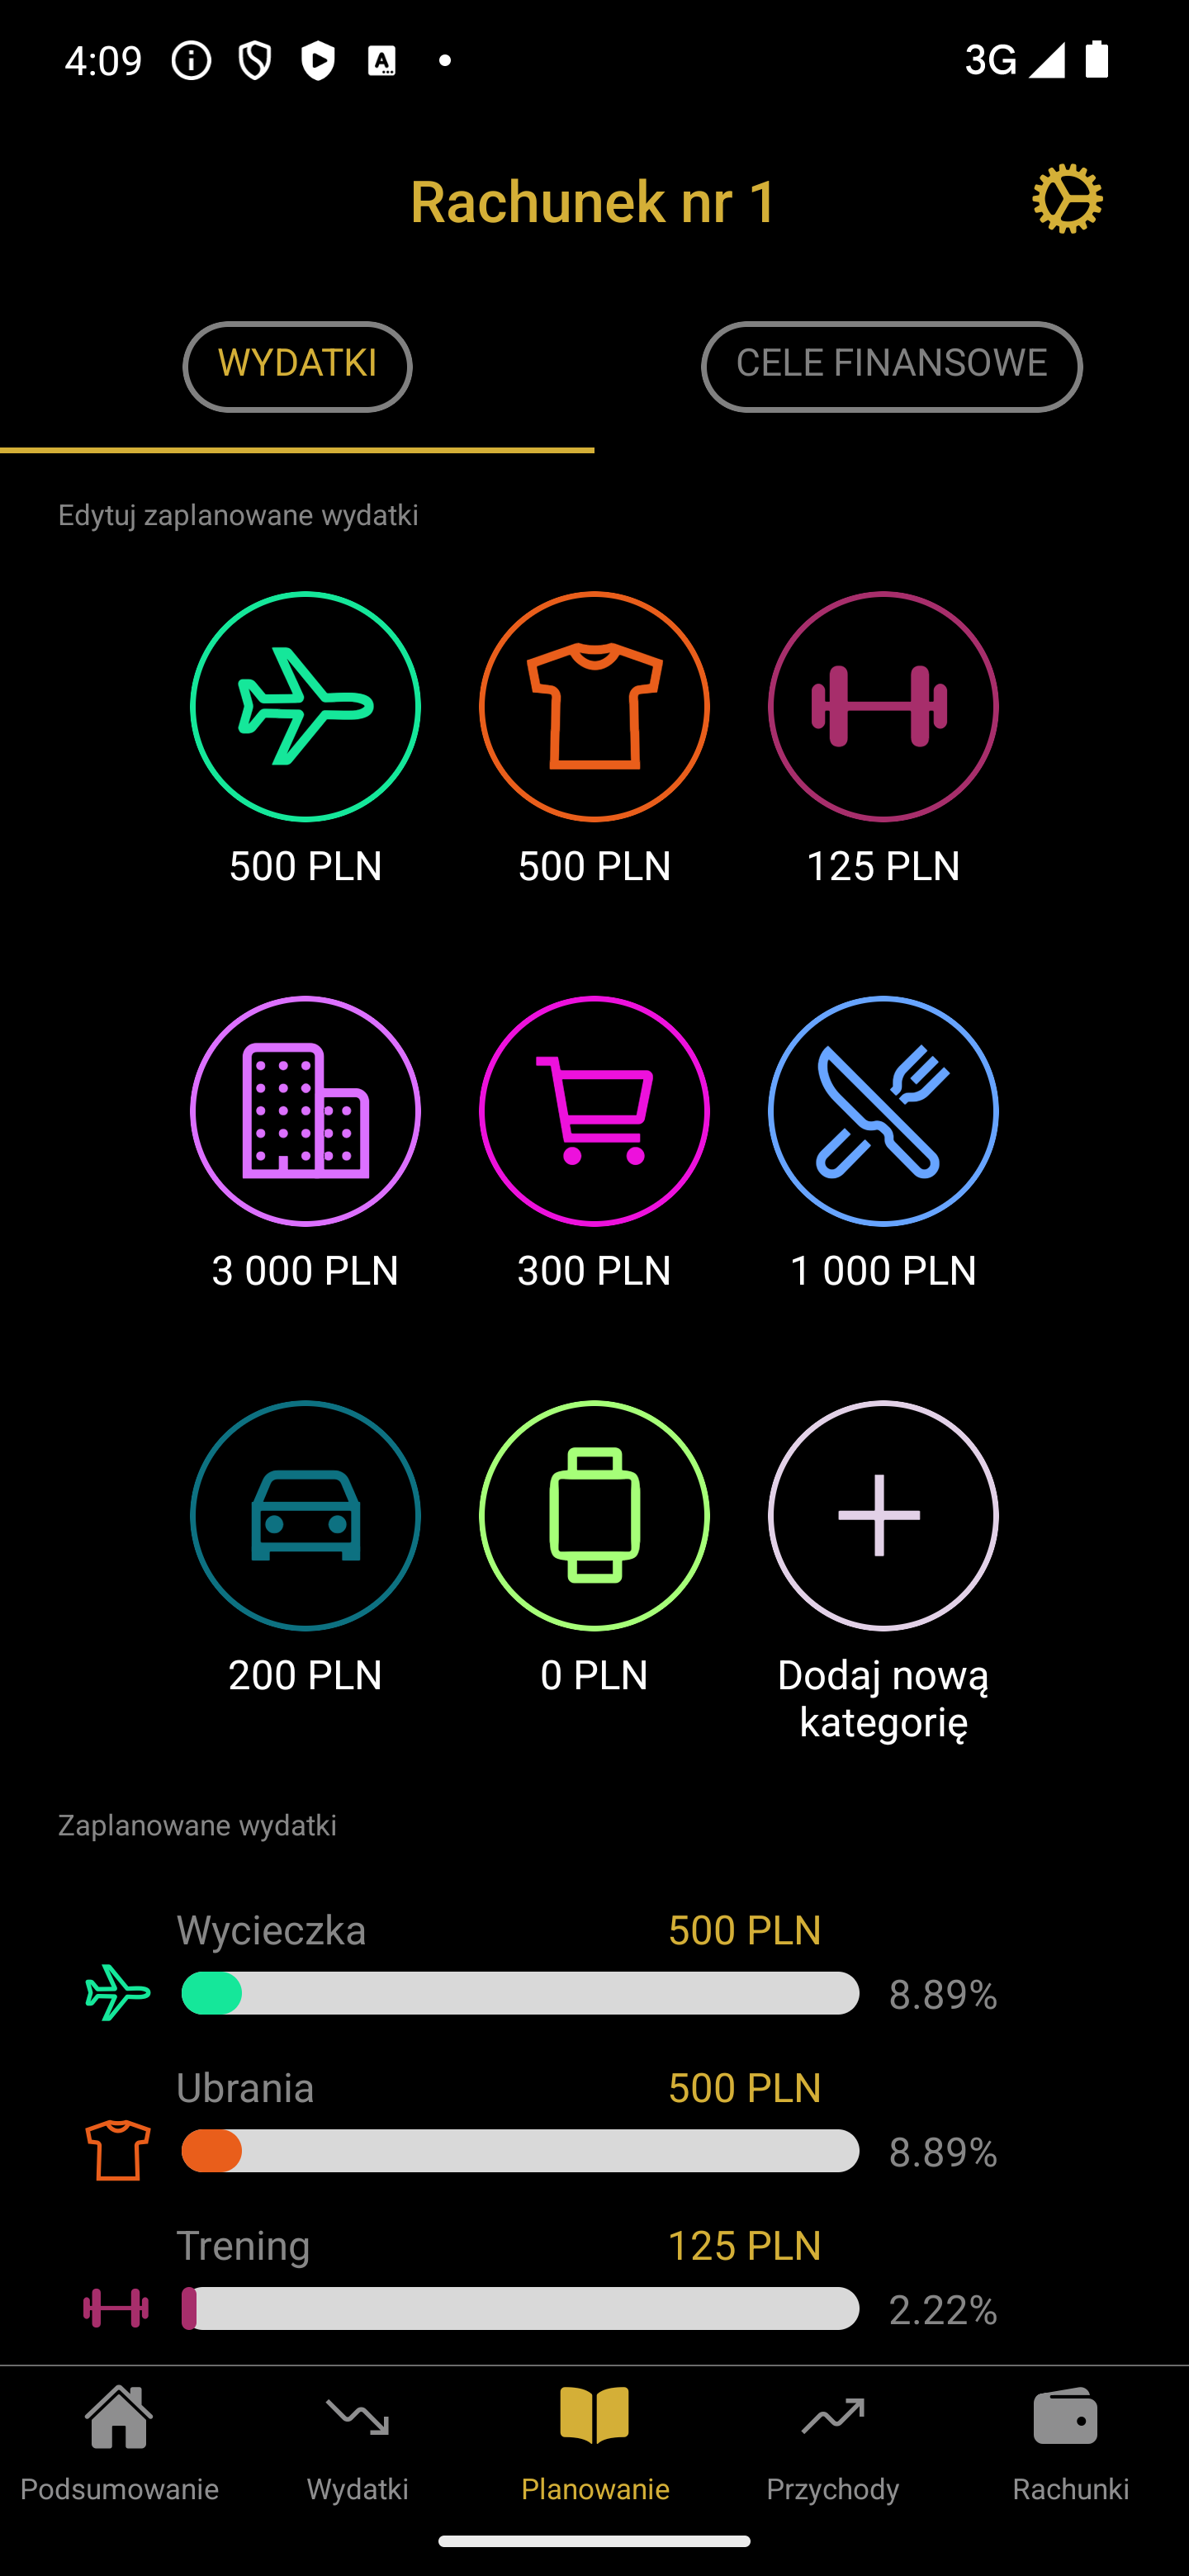 4:09
3G
Rachunek nr 1
WYDATKI
CELE FINANSOWE
Edytuj zaplanowane wydatki
500 PLN
500 PLN
125 PLN
3 000 PLN
300 PLN
1 000 PLN
200 PLN
0 PLN
Dodaj nową
kategorię
Zaplanowane wydatki
Wycieczka
500 PLN
8.89%
Ubrania
500 PLN
8.89%
Trening
125 PLN
2.22%
Podsumowanie
Wydatki
Planowanie
Przychody
Rachunki